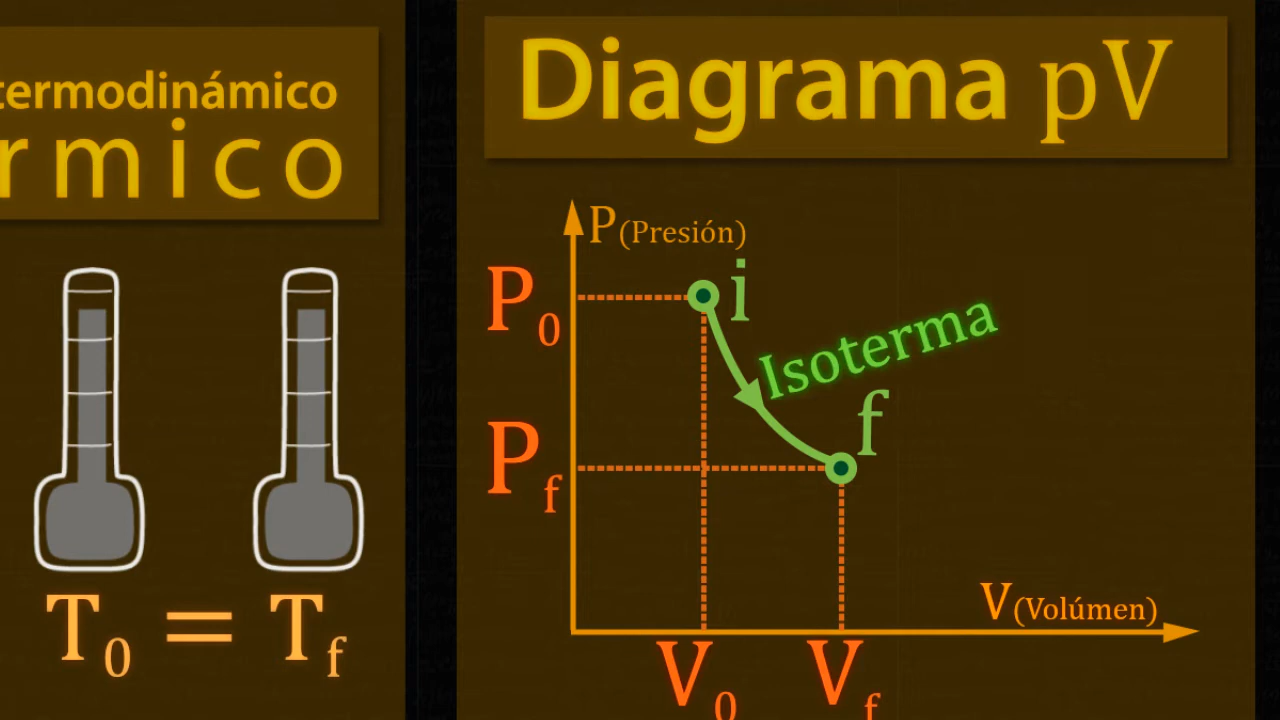 termodinámico
rmico
T0 = Tf
Diagrama pV
P(Presión)
P0
i
Isoterma
f
Pf
V(Volúmen)
V0 Vf